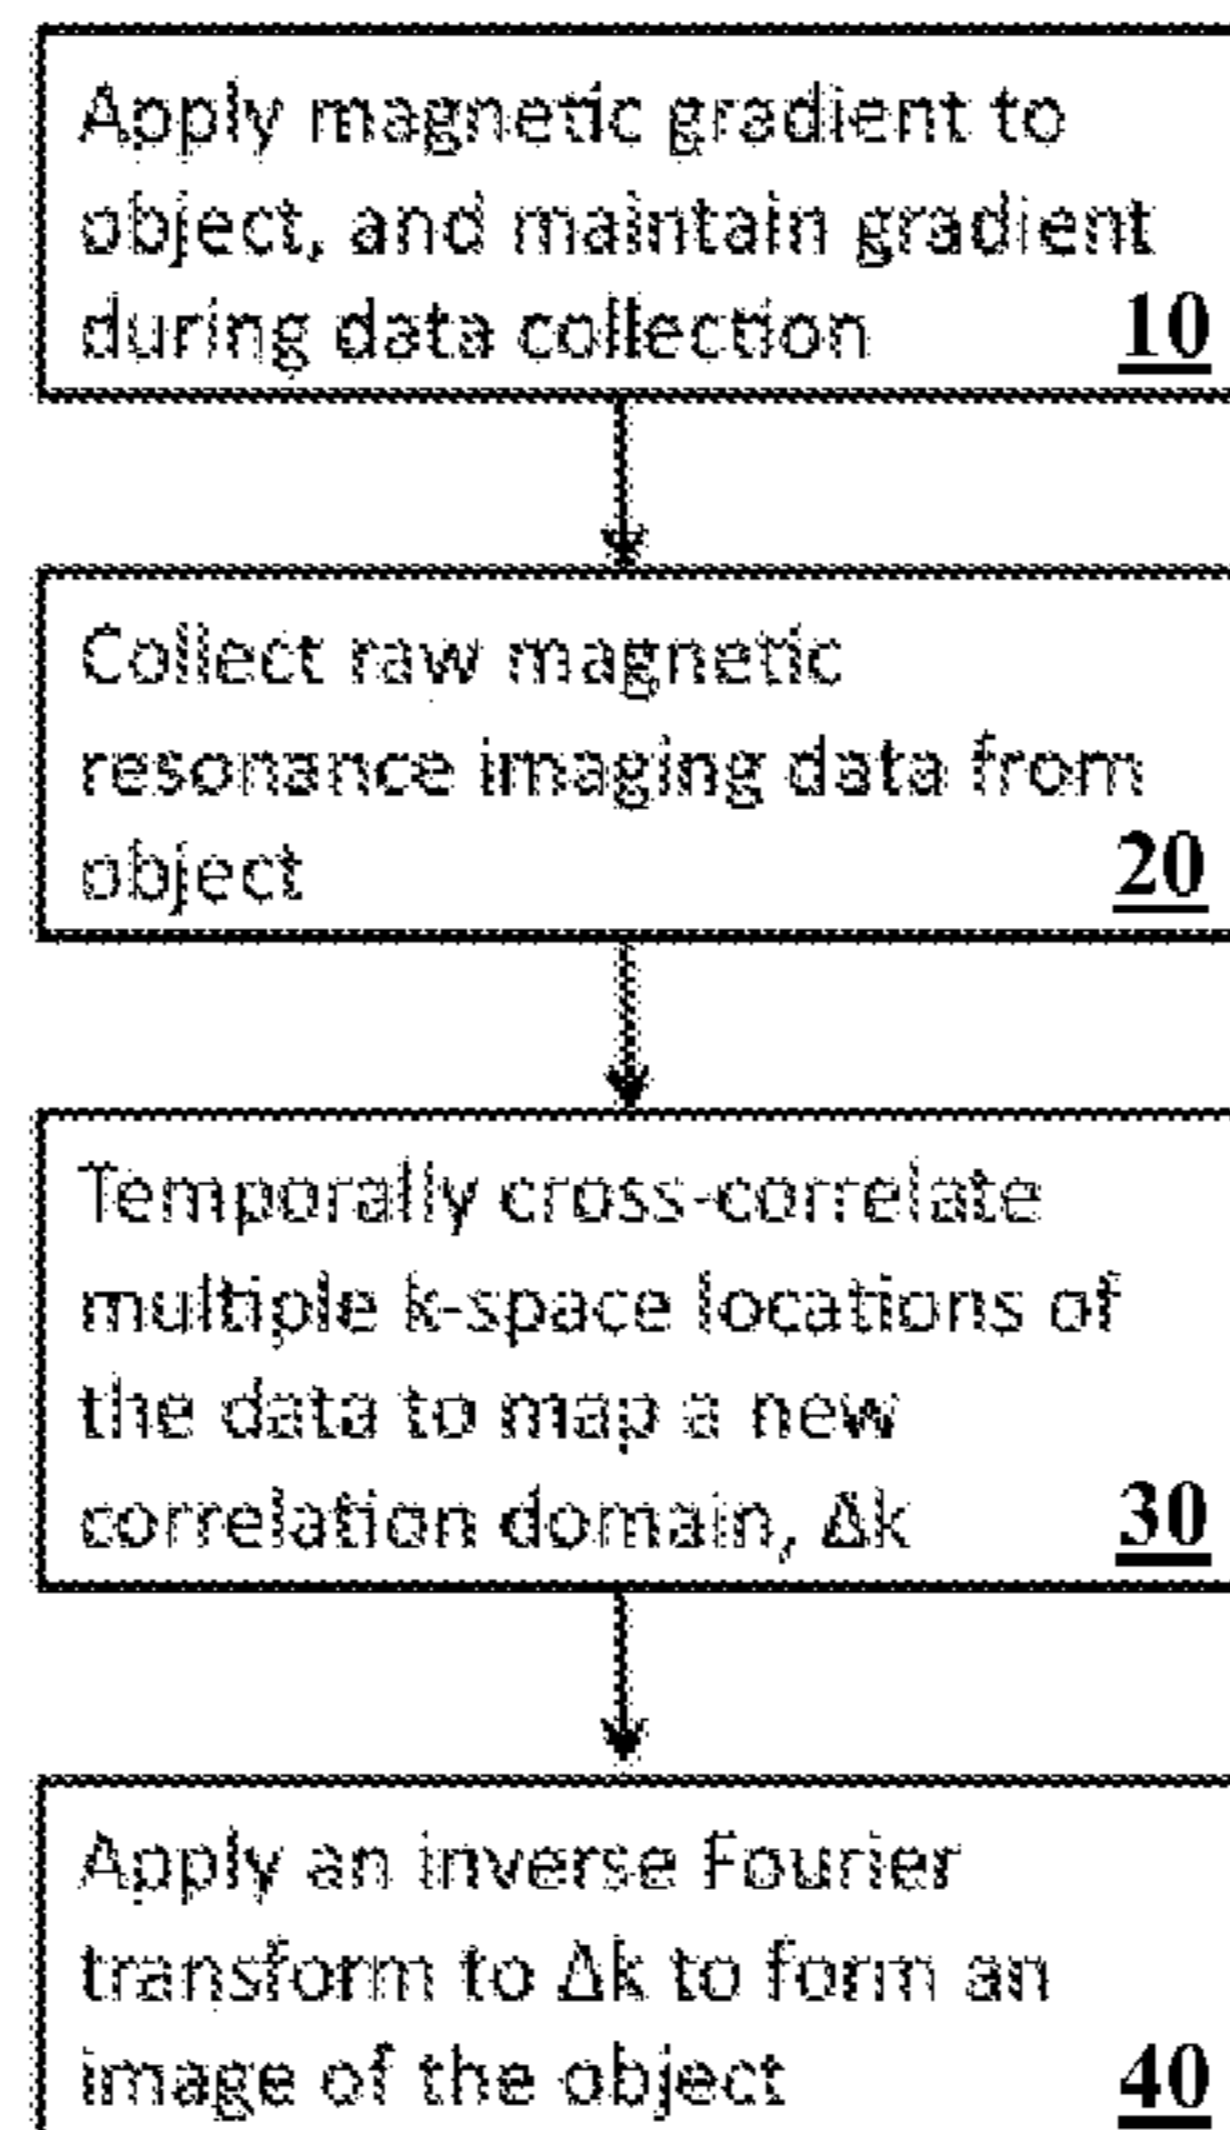 Apply magnetic gradient to
object, and maintain gradient
during data collection 10
Collect raw magnetic
resonance imaging data from
object 20
Temporally cross-correlate
multiple k-space locations of
the data to map a new
correlation domain, Δk 30
Apply an inverse Fourier
transform to Δk to form an
image of the object 40